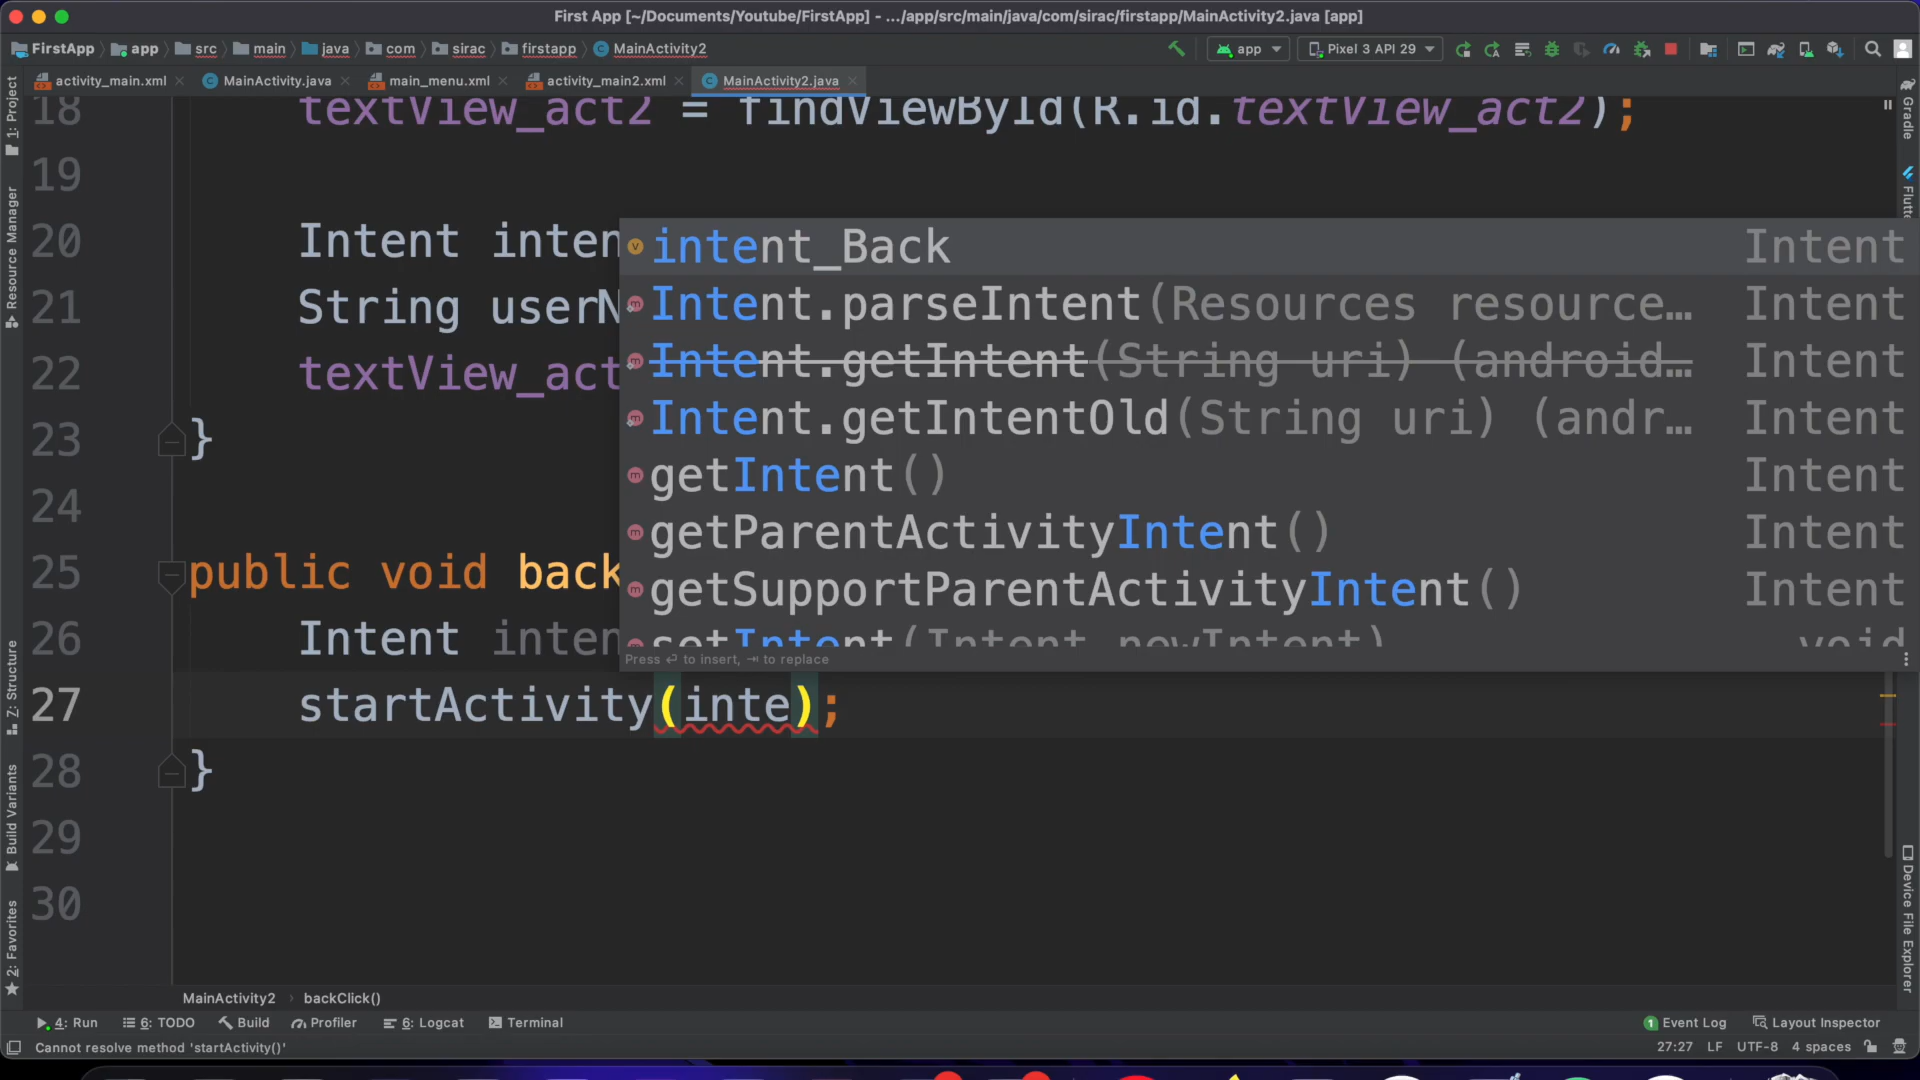 First App [~/Documents/Youtube/FirstApp] - .../app/src/main/java/com/sirac/firstapp/MainActivity2.java [app]
FirstApp app src main java com sirac firstapp MainActivity2 app Pixel 3 API 29
activity_main.xml MainActivity.java main_menu.xml activity_main2.xml MainActivity2.java
1: Project
Resource Manager
Z: Structure
Build Variants
2: Favorites
Gradle
Device File Explorer
18 textView_act2 = findViewById(R.id.textView_act2);
19
20 Intent inten
21 String userN
22 textView_act
23 }
24
25 public void back
26 Intent inten
27 startActivity(inte);
28 }
29
30
intent_Back Intent
Intent.parseIntent(Resources resource… Intent
Intent.getIntent(String uri) (android… Intent
Intent.getIntentOld(String uri) (andr… Intent
getIntent() Intent
getParentActivityIntent() Intent
getSupportParentActivityIntent() Intent
setIntent(Intent newIntent) void
Press ↵ to insert, ⇥ to replace
MainActivity2 › backClick()
4: Run 6: TODO Build Profiler 6: Logcat Terminal 1 Event Log Layout Inspector
Cannot resolve method 'startActivity()' 27:27 LF UTF-8 4 spaces